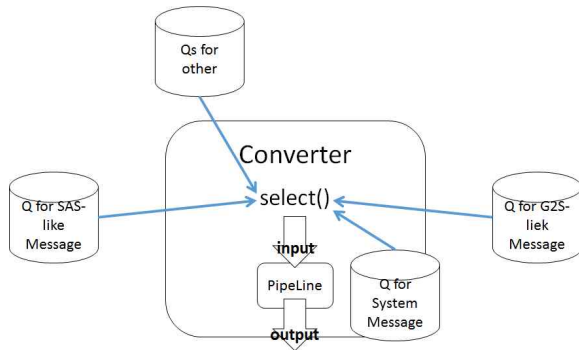 Qs for
other
Converter
Q for SAS-
like
Message
select()
Q for G2S-
liek Message
input
PipeLine
Q for
System
Message
output